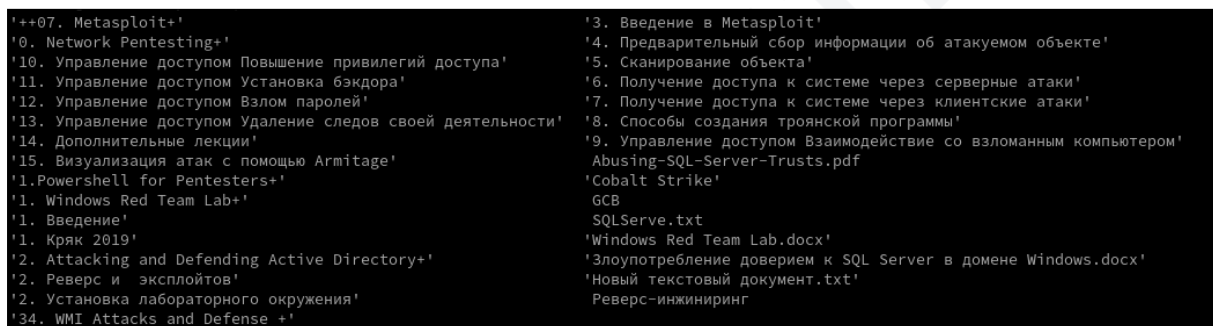 '++07. Metasploit+'
'0. Network Pentesting+'
'10. Управление доступом Повышение привилегий доступа'
'11. Управление доступом Установка бэкдора'
'12. Управление доступом Взлом паролей'
'13. Управление доступом Удаление следов своей деятельности'
'14. Дополнительные лекции'
'15. Визуализация атак с помощью Armitage'
'1.Powershell for Pentesters+'
'1. Windows Red Team Lab+'
'1. Введение'
'1. Кряк 2019'
'2. Attacking and Defending Active Directory+'
'2. Реверс и  эксплойтов'
'2. Установка лабораторного окружения'
'34. WMI Attacks and Defense +'
'3. Введение в Metasploit'
'4. Предварительный сбор информации об атакуемом объекте'
'5. Сканирование объекта'
'6. Получение доступа к системе через серверные атаки'
'7. Получение доступа к системе через клиентские атаки'
'8. Способы создания троянской программы'
'9. Управление доступом Взаимодействие со взломанным компьютером'
Abusing-SQL-Server-Trusts.pdf
'Cobalt Strike'
GCB
SQLServe.txt
'Windows Red Team Lab.docx'
'Злоупотребление доверием к SQL Server в домене Windows.docx'
'Новый текстовый документ.txt'
Реверс-инжиниринг